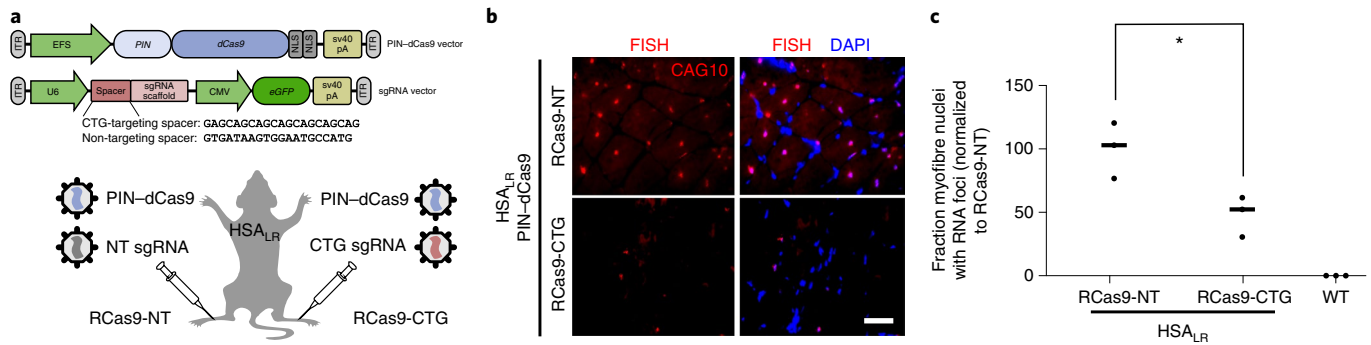 a
ITR EFS PIN dCas9 NLS NLS sv40 pA ITR PIN–dCas9 vector
ITR U6 Spacer sgRNA scaffold CMV eGFP sv40 pA ITR sgRNA vector
CTG-targeting spacer: GAGCAGCAGCAGCAGCAGCAG
Non-targeting spacer: GTGATAAGTGGAATGCCATG
PIN–dCas9 PIN–dCas9
HSALR
NT sgRNA CTG sgRNA
RCas9-NT RCas9-CTG
b
FISH FISH DAPI
CAG10
HSALR
PIN–dCas9
RCas9-NT
RCas9-CTG
c
*
Fraction myofibre nuclei
with RNA foci (normalized
to RCas9-NT)
150
100
50
0
RCas9-NT RCas9-CTG WT
HSALR